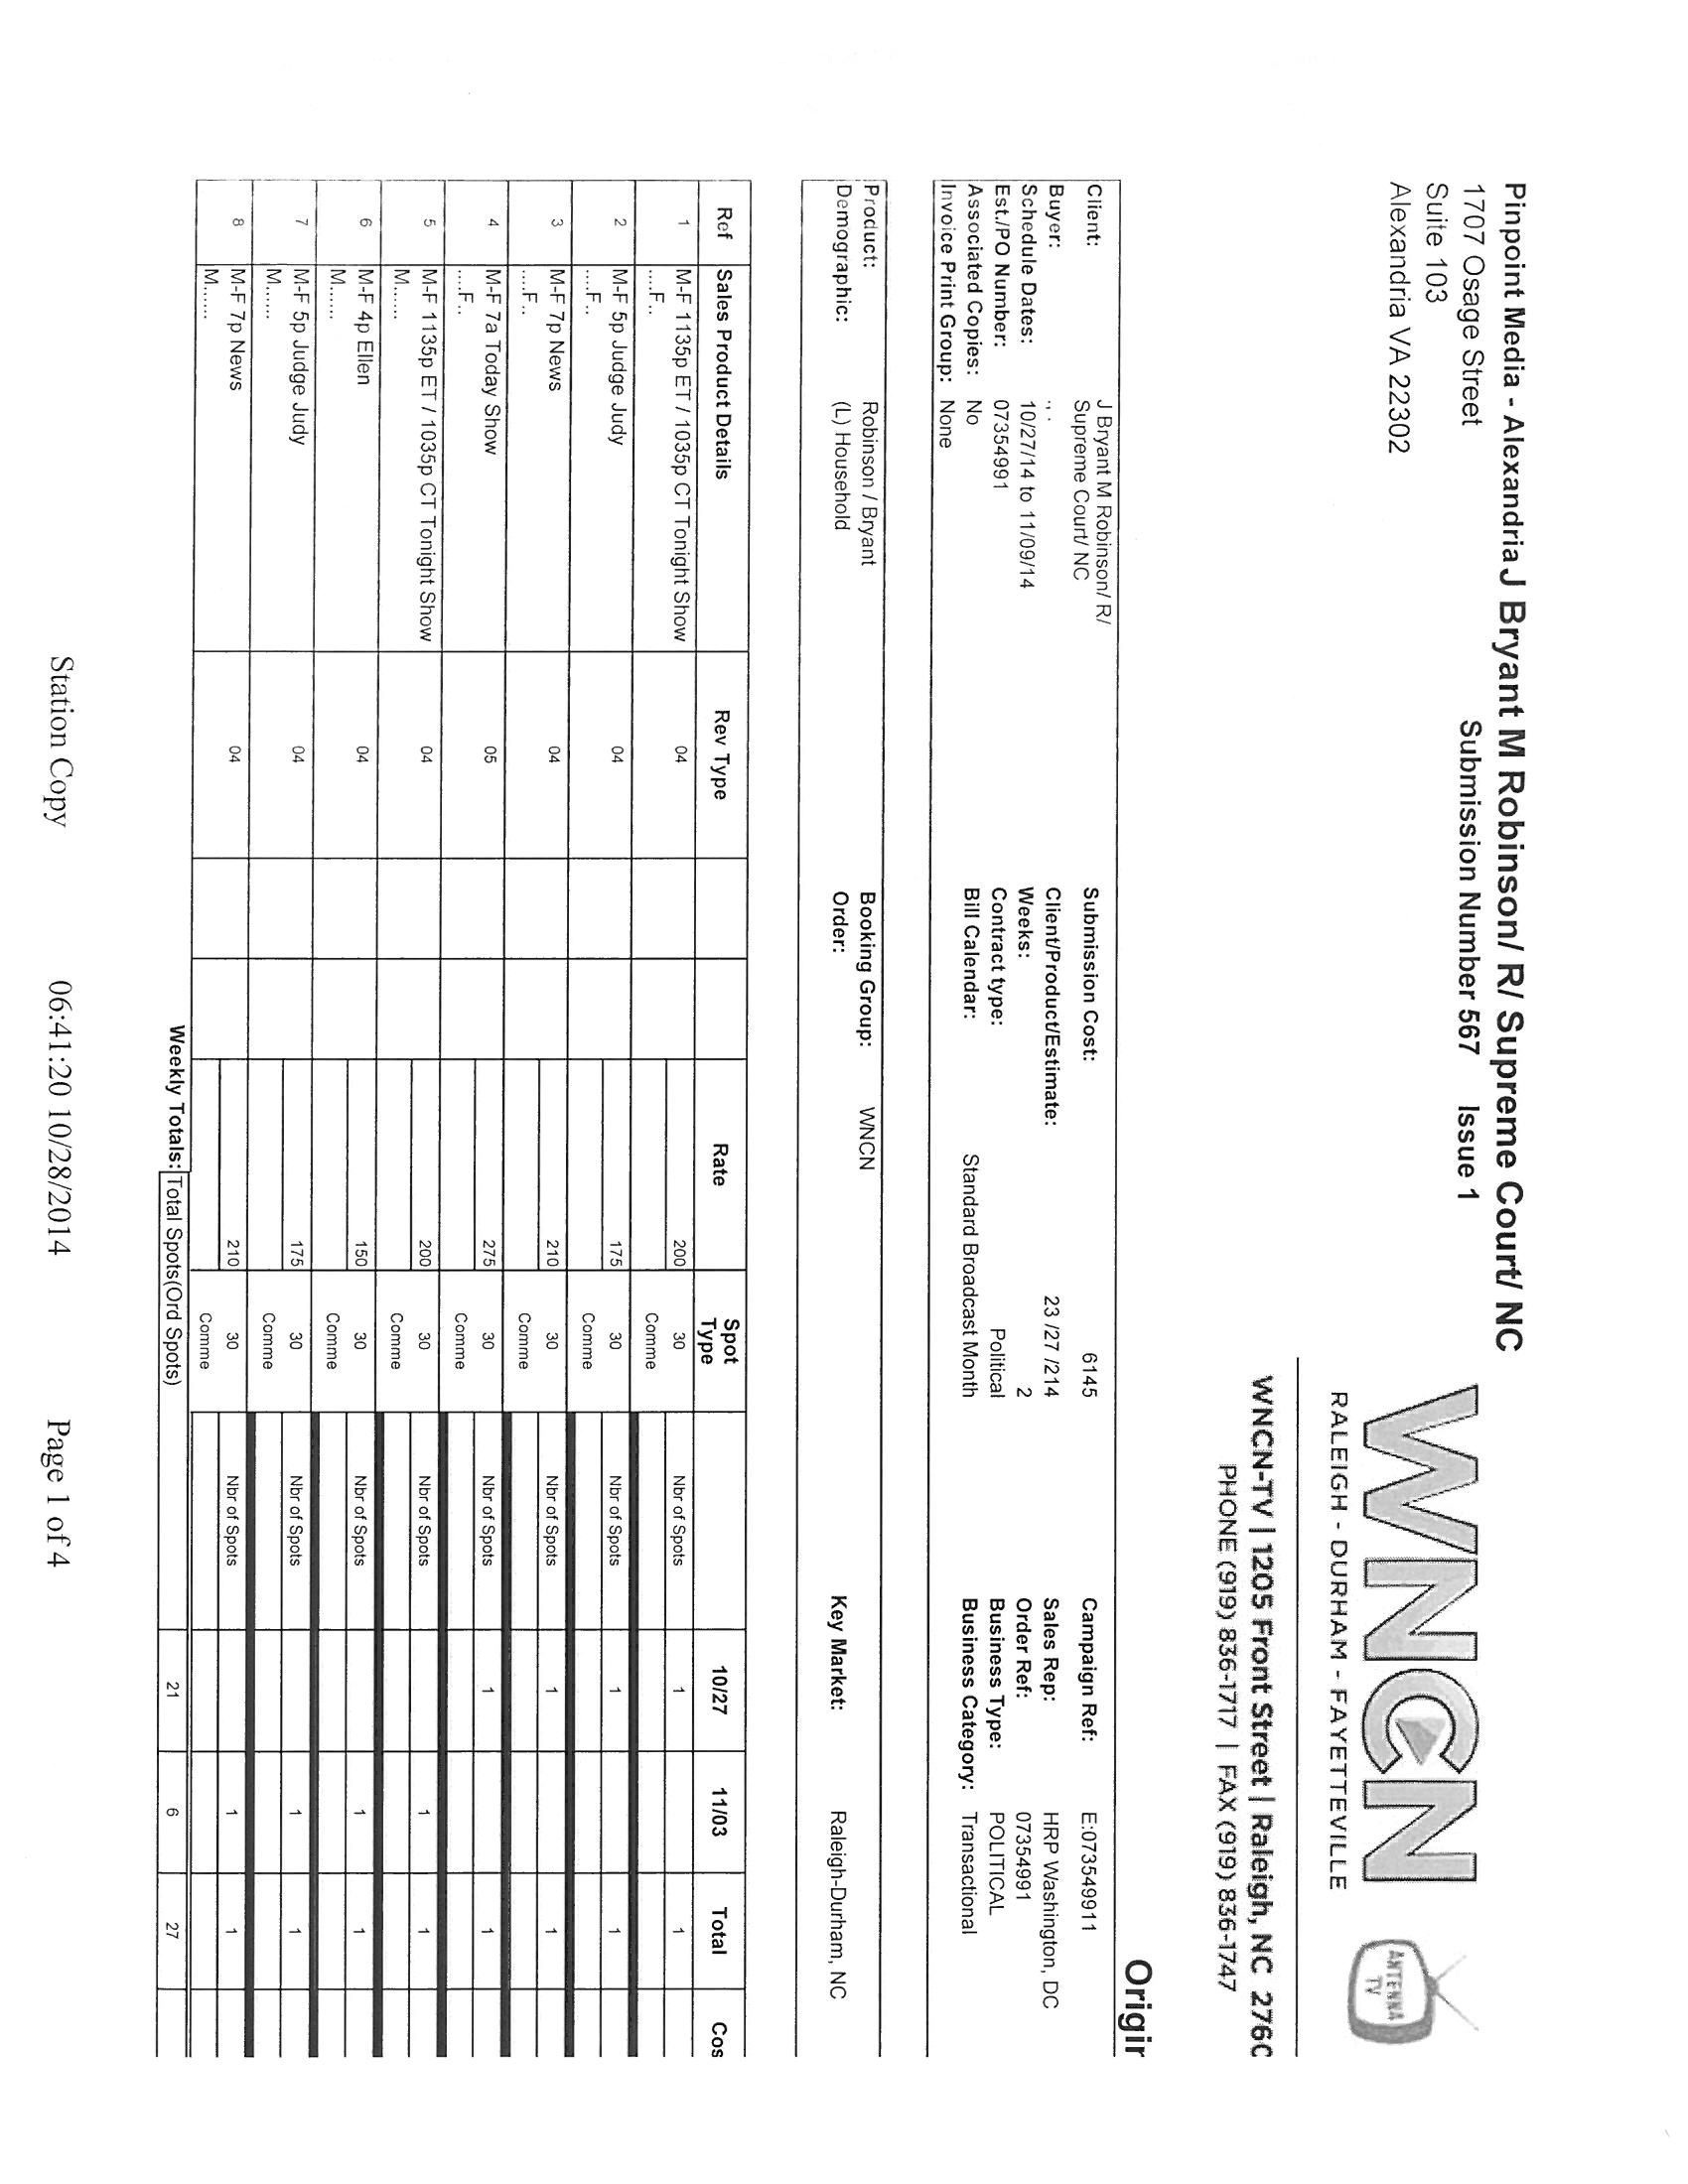 Pinpoint Media - Alexandria J Bryant M Robinson/ R/ Supreme Court/ NC
1707 Osage Street
Submission Number 567 Issue 1
Suite 103
Alexandria VA 22302
WNCN
RALEIGH - DURHAM - FAYETTEVILLE
ANTENNA
TV
WNCN-TV | 1205 Front Street | Raleigh, NC 2760
PHONE (919) 836-1717 | FAX (919) 836-1747
Origir
Client: J Bryant M Robinson/ R/ Supreme Court/ NC Submission Cost: 6145 Campaign Ref: E:073549911
Buyer: ., . Client/Product/Estimate: 23 /27 /214 Sales Rep: HRP Washington, DC
Schedule Dates: 10/27/14 to 11/09/14 Weeks: 2 Order Ref: 07354991
Est./PO Number: 07354991 Contract type: Political Business Type: POLITICAL
Associated Copies: No Bill Calendar: Standard Broadcast Month Business Category: Transactional
Invoice Print Group: None
Product: Robinson / Bryant Booking Group: WNCN
Demographic: (L) Household Order: Key Market: Raleigh-Durham, NC
Ref Sales Product Details Rev Type Rate Spot Type 10/27 11/03 Total Cos
1 M-F 1135p ET / 1035p CT Tonight Show 04 200 30 Nbr of Spots 1 1
....F.. Comme
2 M-F 5p Judge Judy 04 175 30 Nbr of Spots 1 1
....F.. Comme
3 M-F 7p News 04 210 30 Nbr of Spots 1 1
....F.. Comme
4 M-F 7a Today Show 05 275 30 Nbr of Spots 1 1
....F.. Comme
5 M-F 1135p ET / 1035p CT Tonight Show 04 200 30 Nbr of Spots 1 1
M...... Comme
6 M-F 4p Ellen 04 150 30 Nbr of Spots 1 1
M...... Comme
7 M-F 5p Judge Judy 04 175 30 Nbr of Spots 1 1
M...... Comme
8 M-F 7p News 04 210 30 Nbr of Spots 1 1
M...... Comme
Weekly Totals: Total Spots(Ord Spots) 21 6 27
Station Copy 06:41:20 10/28/2014 Page 1 of 4